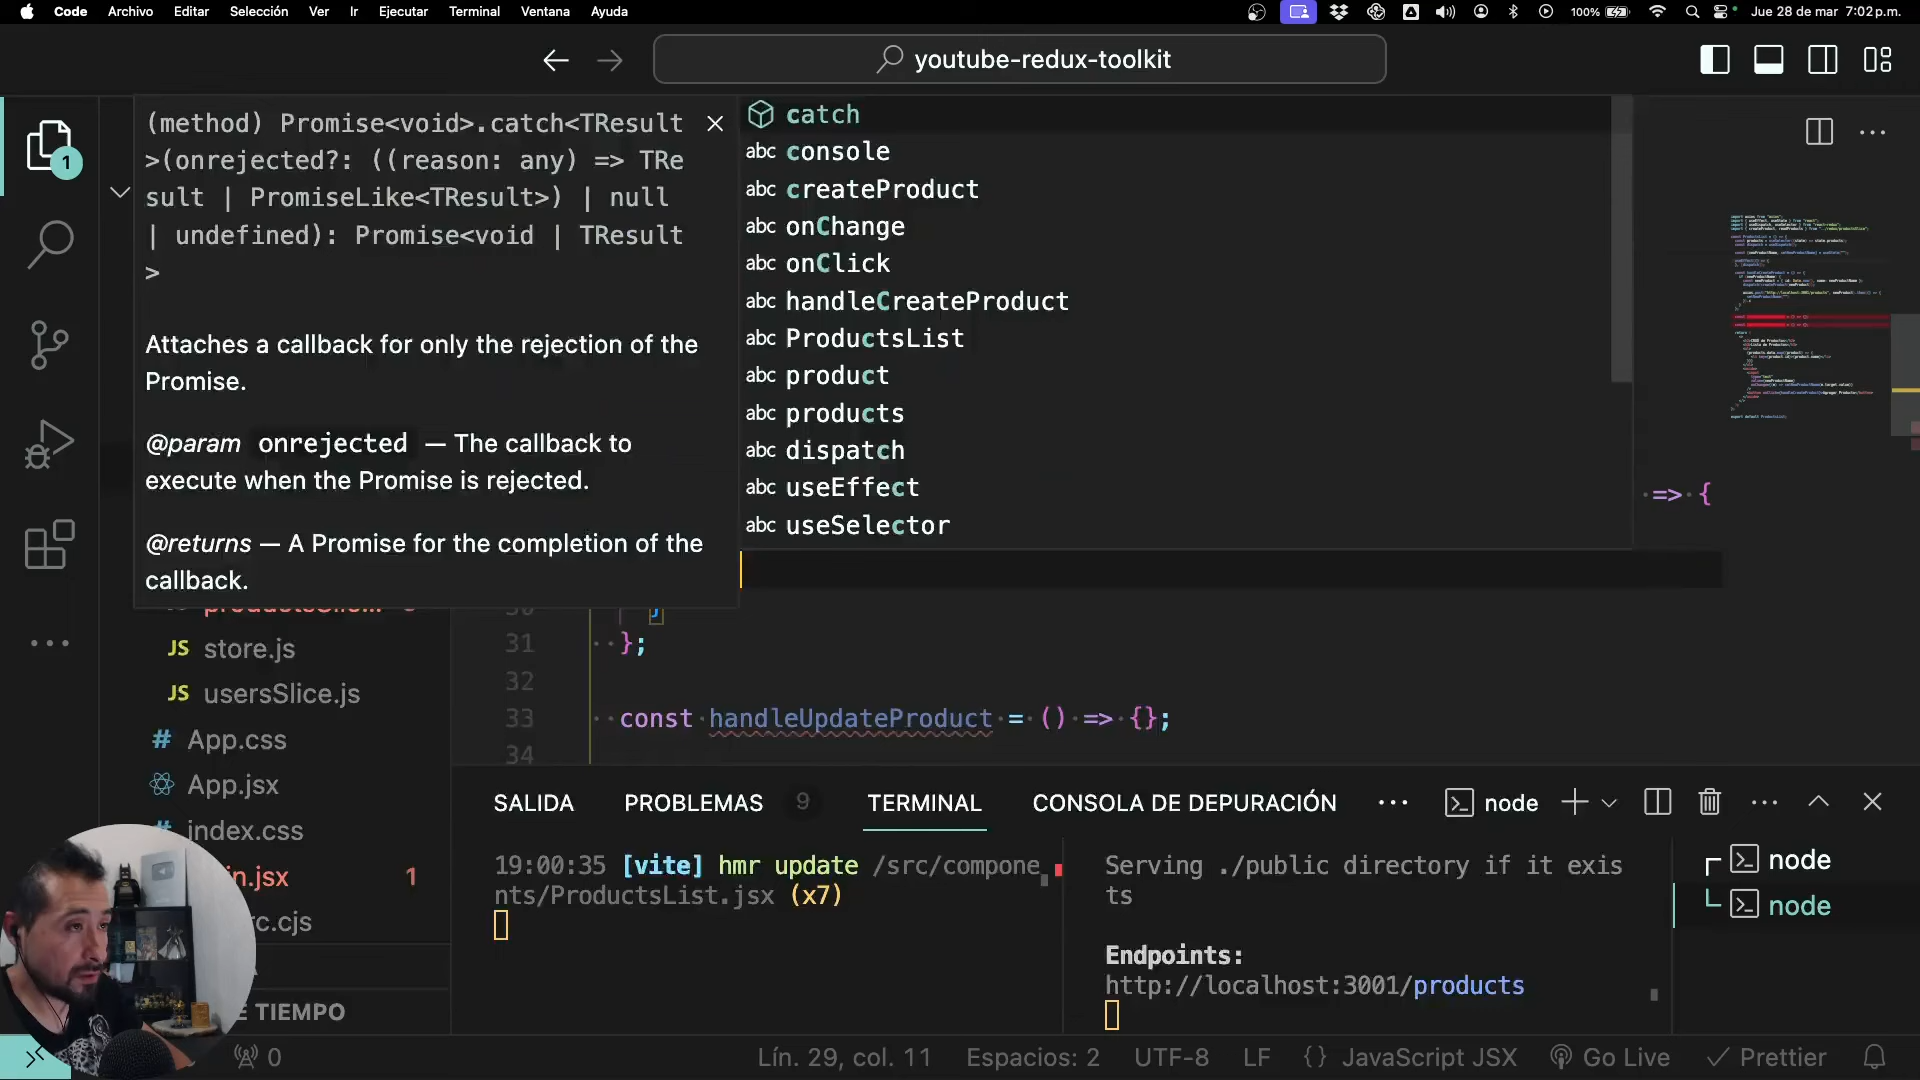 Code Archivo Editar Selección Ver Ir Ejecutar Terminal Ventana Ayuda 100% Jue 28 de mar 7:02 p.m.
youtube-redux-toolkit
1
(method) Promise<void>.catch<TResult
>(onrejected?: ((reason: any) => TRe
sult | PromiseLike<TResult>) | null
| undefined): Promise<void | TResult
>
Attaches a callback for only the rejection of the
Promise.
@param onrejected — The callback to
execute when the Promise is rejected.
@returns — A Promise for the completion of the
callback.
catch
abc console
abc createProduct
abc onChange
abc onClick
abc handleCreateProduct
abc ProductsList
abc product
abc products
abc dispatch
abc useEffect
abc useSelector
=> {
30 }
31 };
32
33 const handleUpdateProduct = () => {};
34
JS store.js
JS usersSlice.js
# App.css
App.jsx
index.css
in.jsx 1
rc.cjs
E TIEMPO
SALIDA PROBLEMAS 9 TERMINAL CONSOLA DE DEPURACIÓN node
19:00:35 [vite] hmr update /src/compone
nts/ProductsList.jsx (x7)
Serving ./public directory if it exis
ts
Endpoints:
http://localhost:3001/products
node
node
0 Lín. 29, col. 11 Espacios: 2 UTF-8 LF {} JavaScript JSX Go Live Prettier